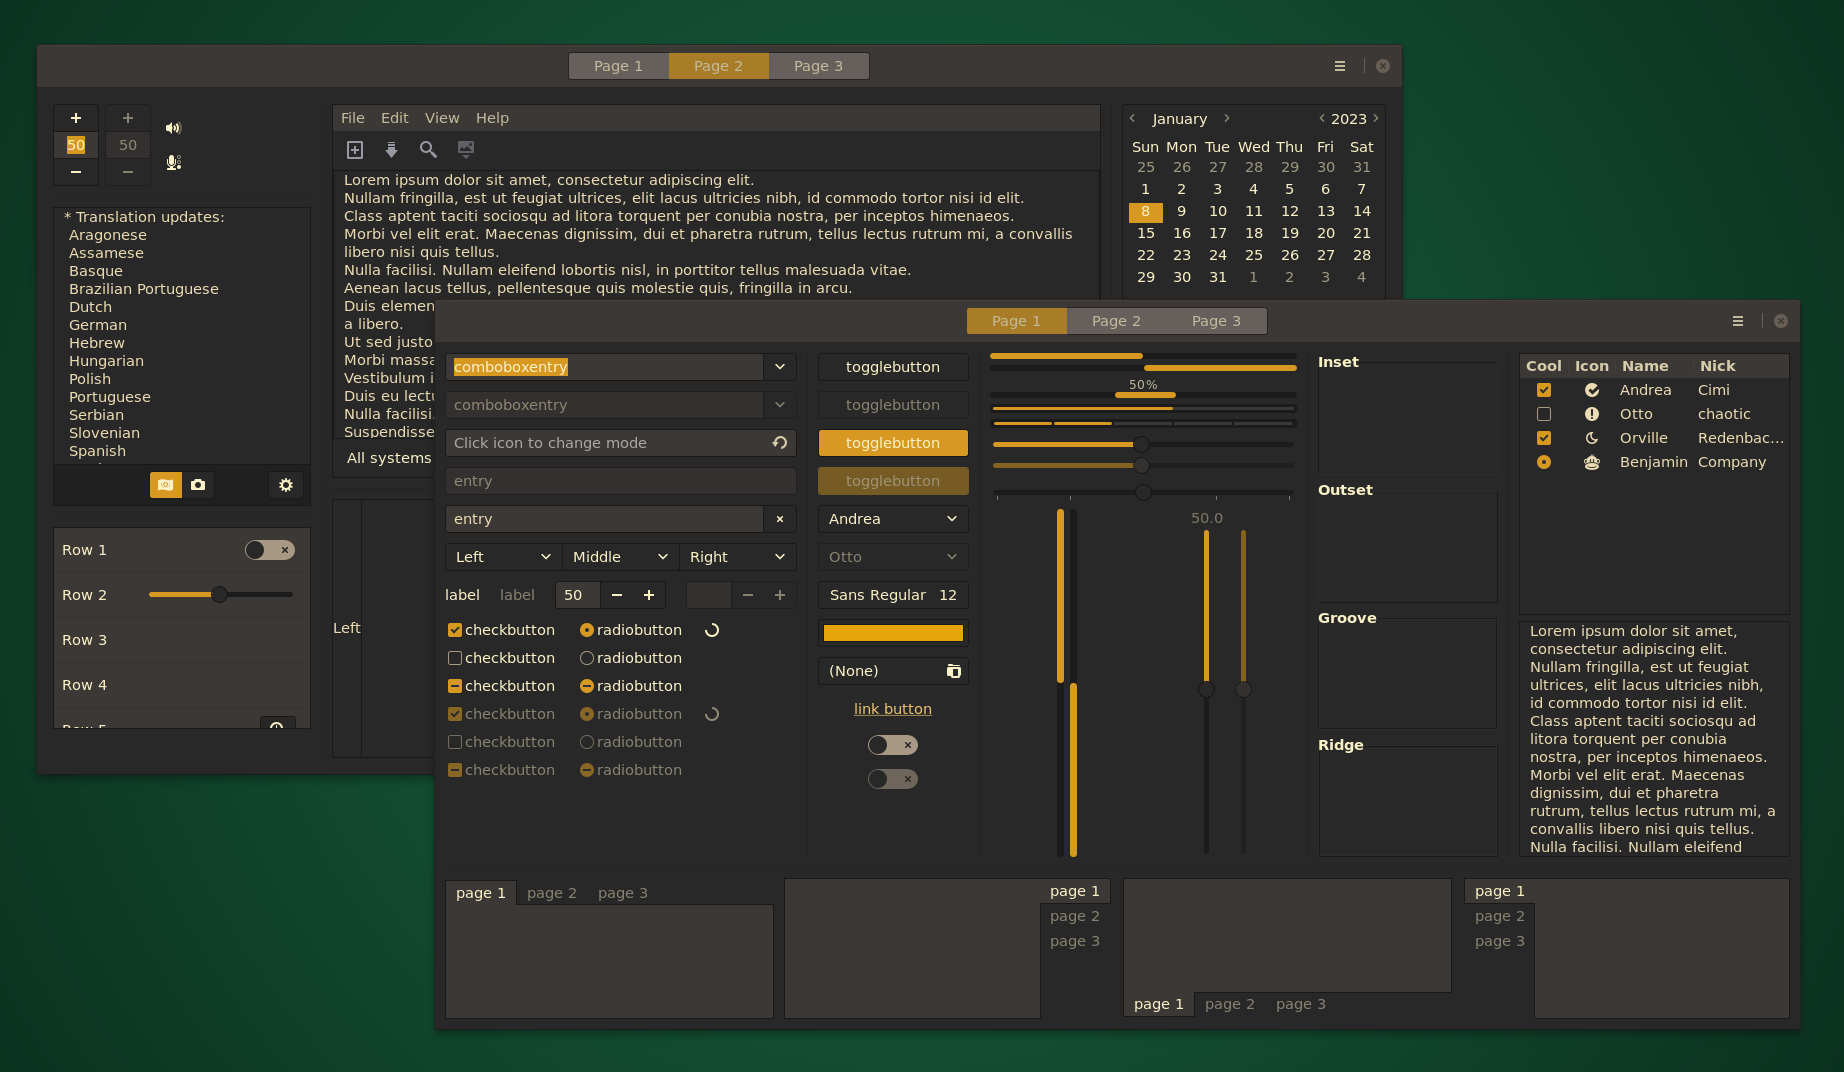 Page 1 Page 2 Page 3
50 50
* Translation updates:
Aragonese
Assamese
Basque
Brazilian Portuguese
Dutch
German
Hebrew
Hungarian
Polish
Portuguese
Serbian
Slovenian
Spanish
Row 1
Row 2
Row 3
Row 4
File Edit View Help
Lorem ipsum dolor sit amet, consectetur adipiscing elit.
Nullam fringilla, est ut feugiat ultrices, elit lacus ultricies nibh, id commodo tortor nisi id elit.
Class aptent taciti sociosqu ad litora torquent per conubia nostra, per inceptos himenaeos.
Morbi vel elit erat. Maecenas dignissim, dui et pharetra rutrum, tellus lectus rutrum mi, a convallis
libero nisi quis tellus.
Nulla facilisi. Nullam eleifend lobortis nisl, in porttitor tellus malesuada vitae.
Aenean lacus tellus, pellentesque quis molestie quis, fringilla in arcu.
Duis elemen
a libero.
Ut sed justo
Morbi massa
Vestibulum i
Duis eu lectu
Nulla facilisi.
Suspendisse
All systems
Left
January 2023
Sun Mon Tue Wed Thu Fri Sat
25 26 27 28 29 30 31
1 2 3 4 5 6 7
8 9 10 11 12 13 14
15 16 17 18 19 20 21
22 23 24 25 26 27 28
29 30 31 1 2 3 4
Page 1 Page 2 Page 3
comboboxentry
comboboxentry
Click icon to change mode
entry
entry
Left Middle Right
label label 50
checkbutton radiobutton
checkbutton radiobutton
checkbutton radiobutton
checkbutton radiobutton
checkbutton radiobutton
checkbutton radiobutton
togglebutton
togglebutton
togglebutton
togglebutton
Andrea
Otto
Sans Regular 12
(None)
link button
50%
50.0
Inset
Outset
Groove
Ridge
Cool Icon Name Nick
Andrea Cimi
Otto chaotic
Orville Redenbac...
Benjamin Company
Lorem ipsum dolor sit amet,
consectetur adipiscing elit.
Nullam fringilla, est ut feugiat
ultrices, elit lacus ultricies nibh,
id commodo tortor nisi id elit.
Class aptent taciti sociosqu ad
litora torquent per conubia
nostra, per inceptos himenaeos.
Morbi vel elit erat. Maecenas
dignissim, dui et pharetra
rutrum, tellus lectus rutrum mi, a
convallis libero nisi quis tellus.
Nulla facilisi. Nullam eleifend
page 1 page 2 page 3
page 1
page 2
page 3
page 1 page 2 page 3
page 1
page 2
page 3